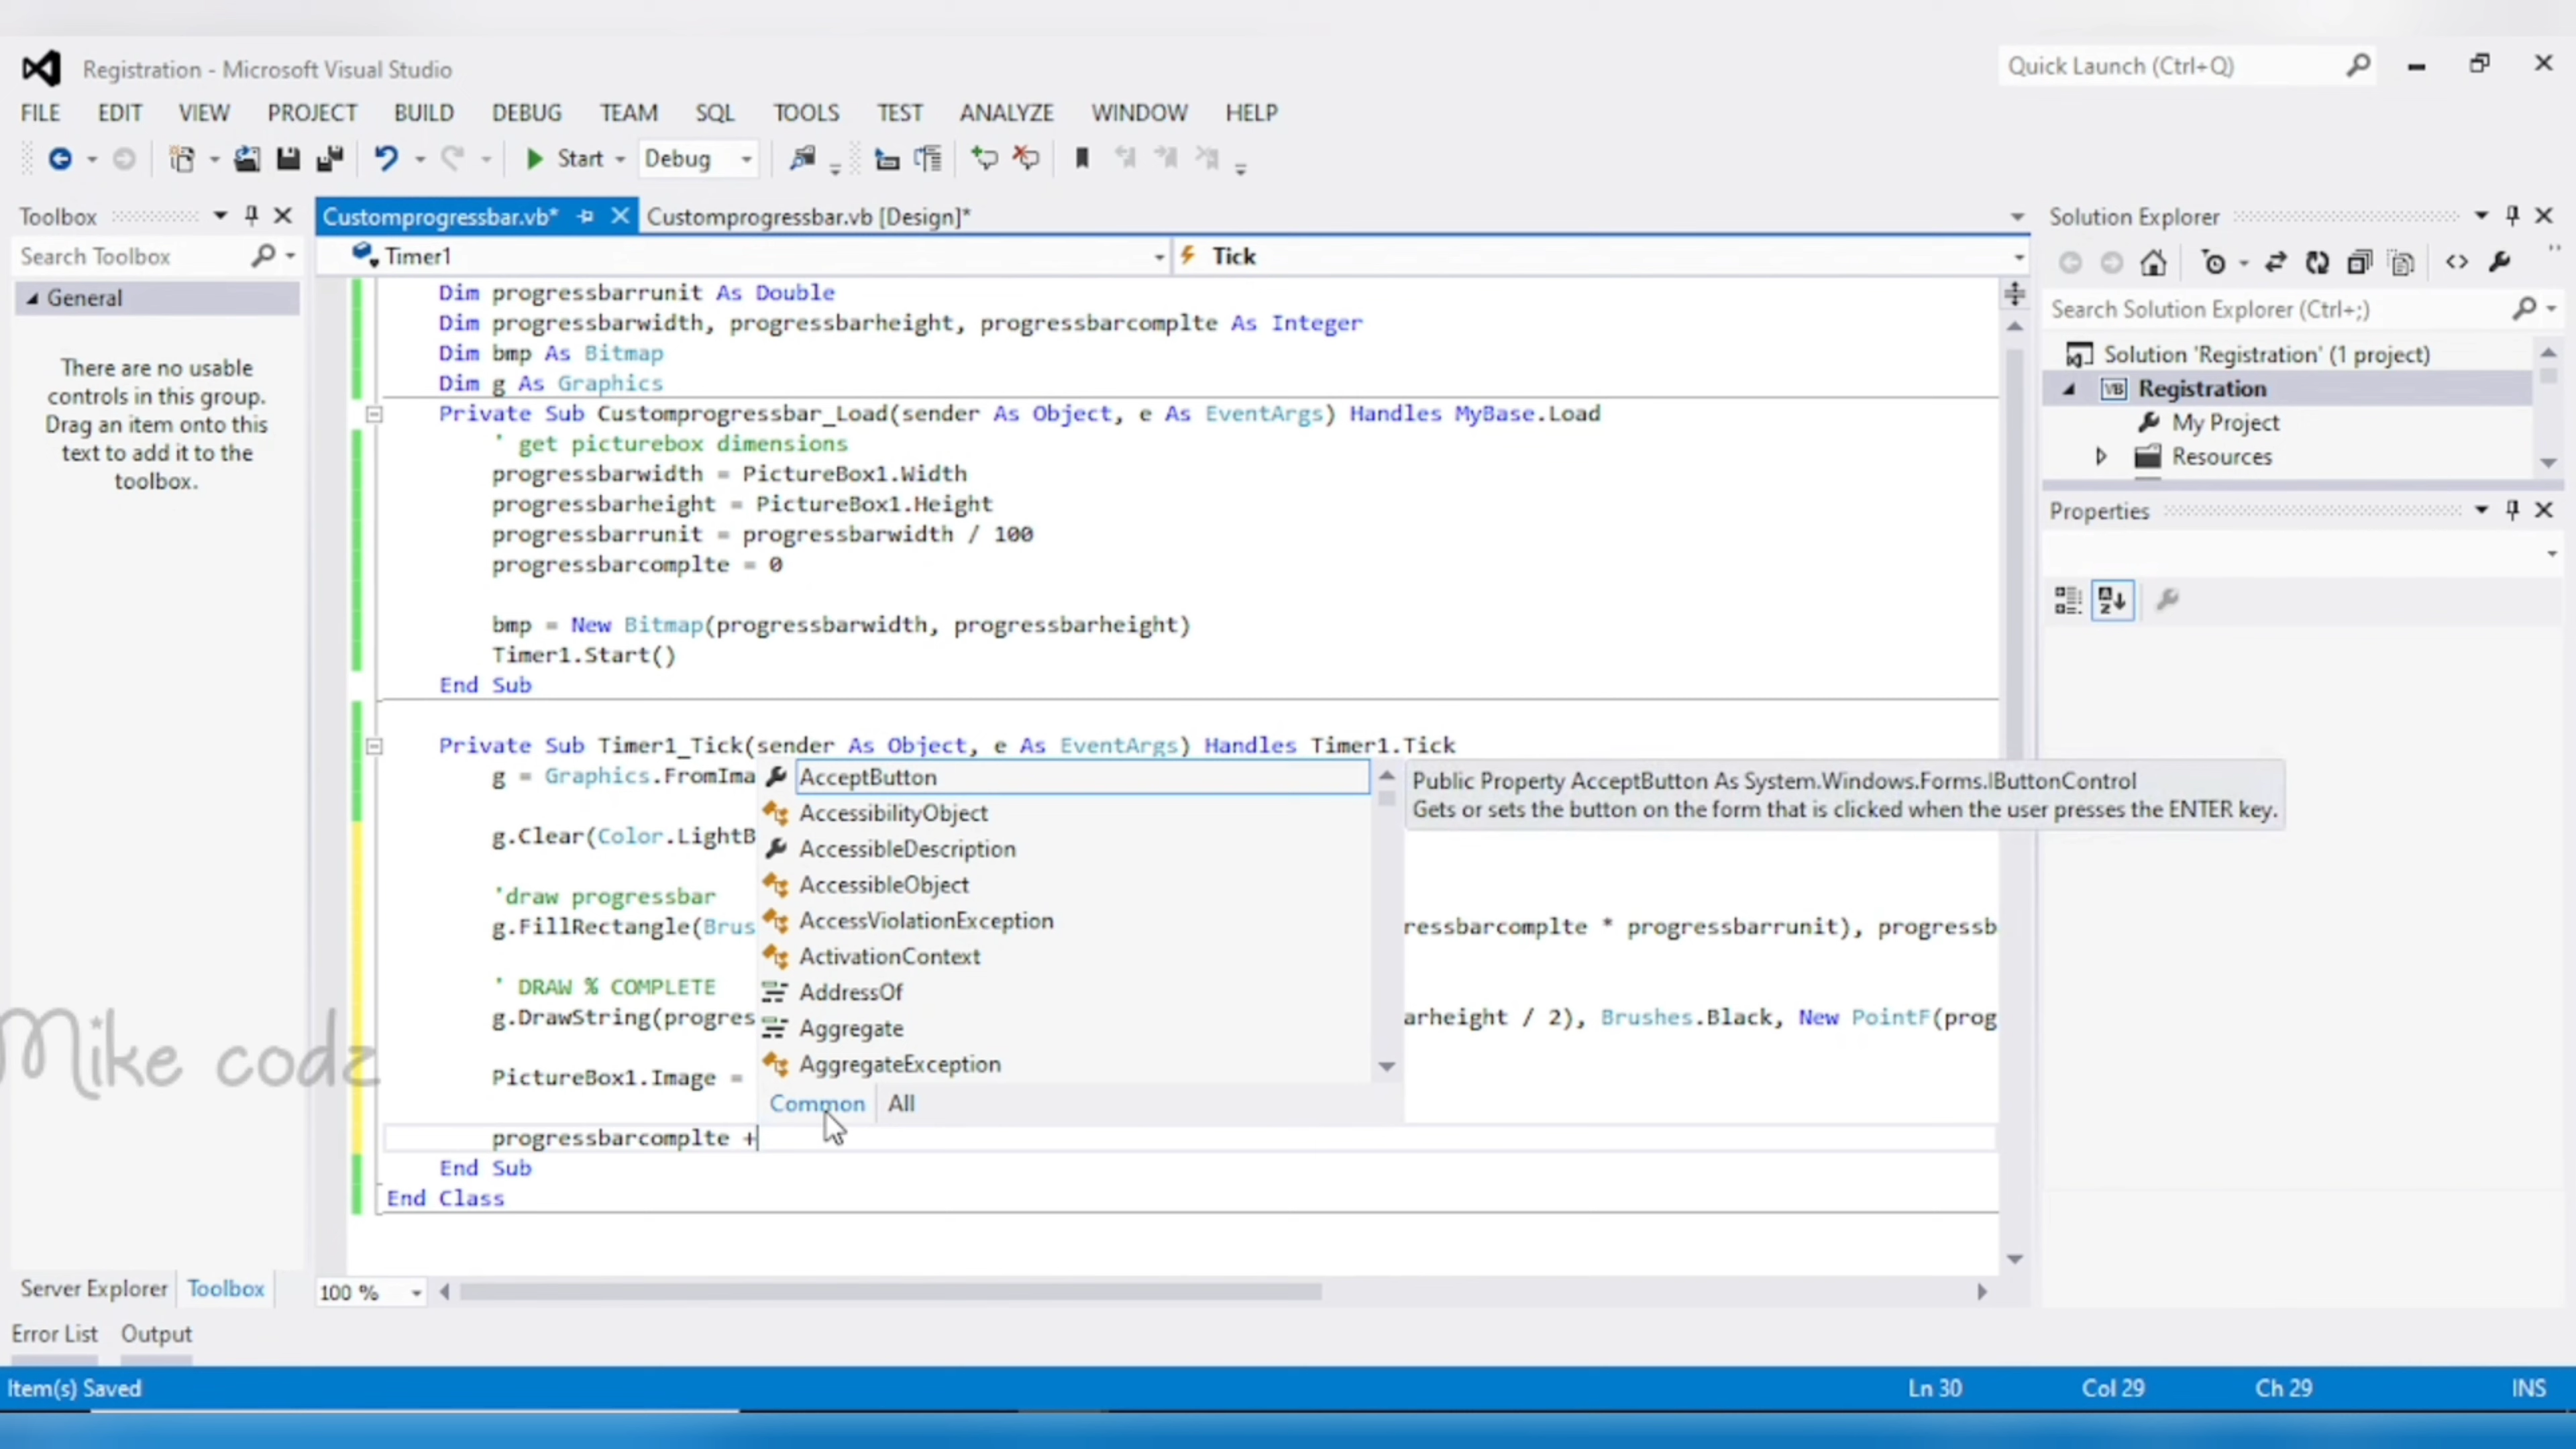 Registration - Microsoft Visual Studio
Quick Launch (Ctrl+Q)
FILE EDIT VIEW PROJECT BUILD DEBUG TEAM SQL TOOLS TEST ANALYZE WINDOW HELP
Start Debug
Toolbox
Search Toolbox
General
There are no usable
controls in this group.
Drag an item onto this
text to add it to the
toolbox.
Server Explorer Toolbox
Customprogressbar.vb* Customprogressbar.vb [Design]*
Timer1 Tick
Dim progressbarrunit As Double
Dim progressbarwidth, progressbarheight, progressbarcomplte As Integer
Dim bmp As Bitmap
Dim g As Graphics
Private Sub Customprogressbar_Load(sender As Object, e As EventArgs) Handles MyBase.Load
' get picturebox dimensions
progressbarwidth = PictureBox1.Width
progressbarheight = PictureBox1.Height
progressbarrunit = progressbarwidth / 100
progressbarcomplte = 0
bmp = New Bitmap(progressbarwidth, progressbarheight)
Timer1.Start()
End Sub
Private Sub Timer1_Tick(sender As Object, e As EventArgs) Handles Timer1.Tick
g = Graphics.FromIma
g.Clear(Color.LightB
'draw progressbar
g.FillRectangle(Brus ressbarcomplte * progressbarrunit), progressb
' DRAW % COMPLETE
g.DrawString(progres arheight / 2), Brushes.Black, New PointF(prog
PictureBox1.Image =
progressbarcomplte +
End Sub
End Class
AcceptButton
AccessibilityObject
AccessibleDescription
AccessibleObject
AccessViolationException
ActivationContext
AddressOf
Aggregate
AggregateException
Common All
Public Property AcceptButton As System.Windows.Forms.IButtonControl
Gets or sets the button on the form that is clicked when the user presses the ENTER key.
Mike codz
100 %
Solution Explorer
Search Solution Explorer (Ctrl+;)
Solution 'Registration' (1 project)
VB Registration
My Project
Resources
Properties
Error List Output
Item(s) Saved Ln 30 Col 29 Ch 29 INS